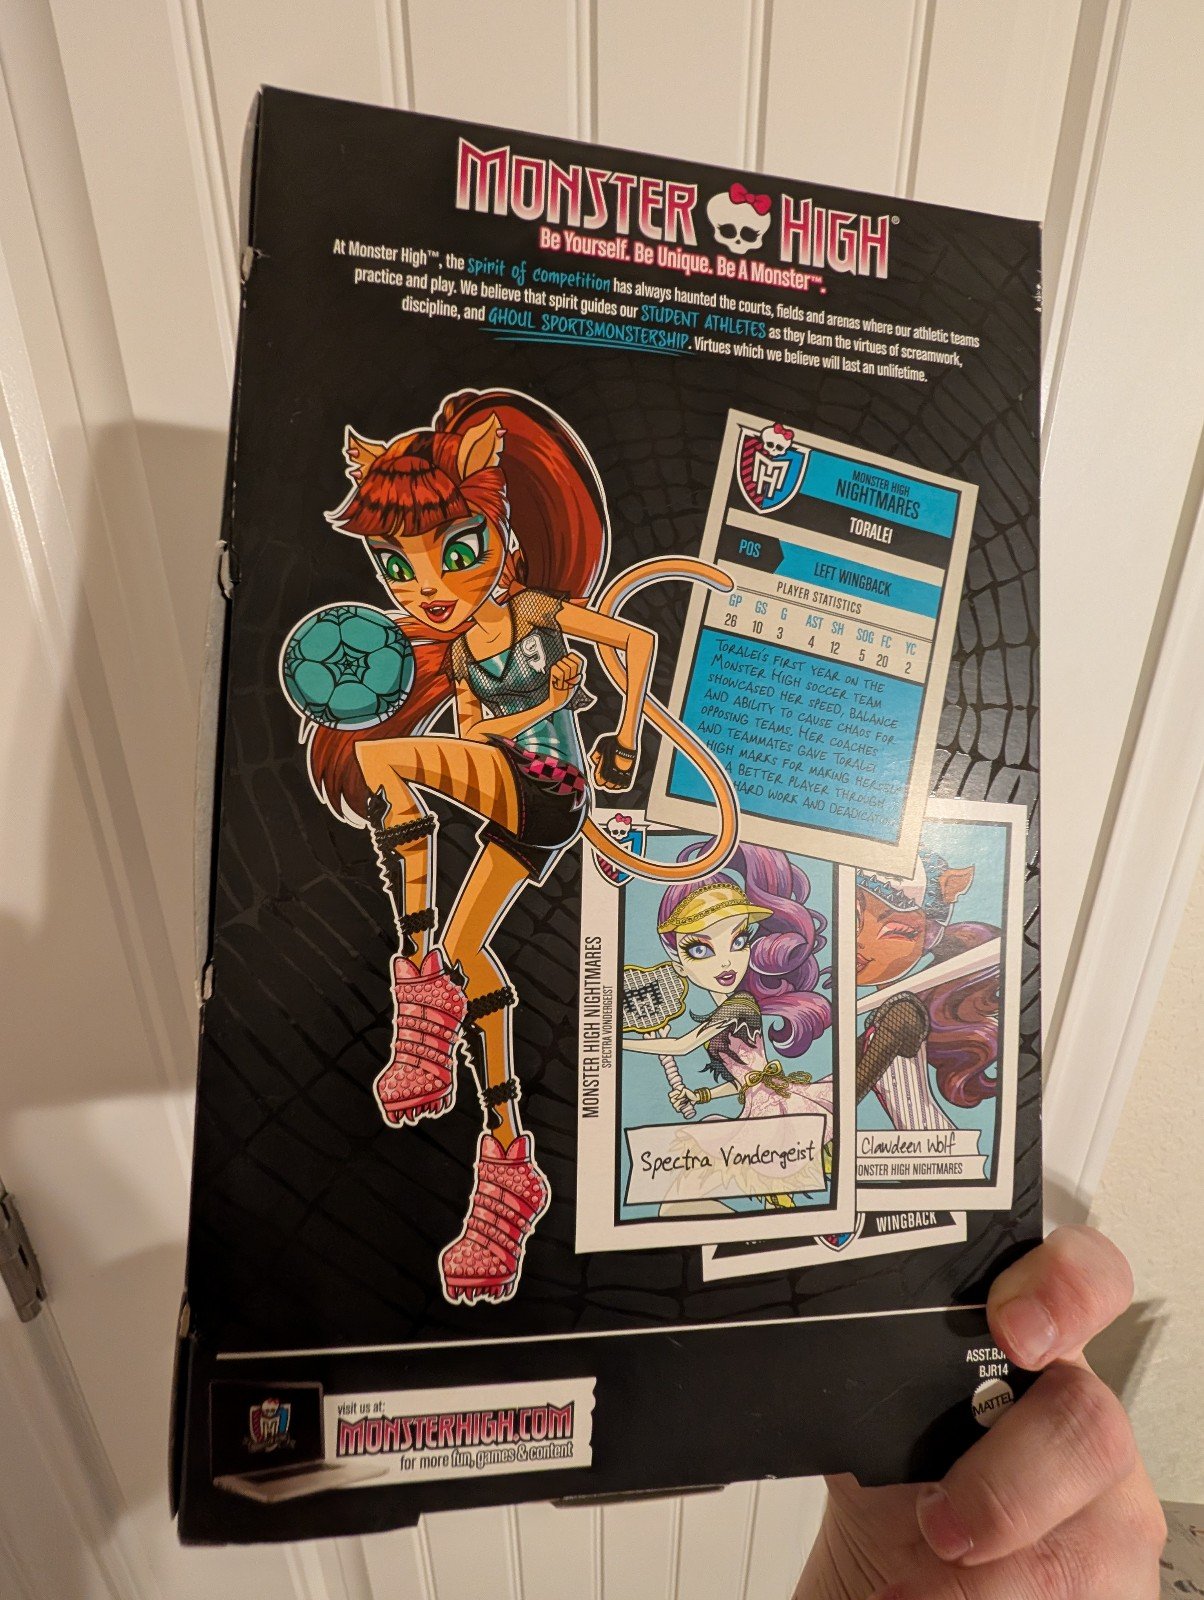 MONSTER HIGH®
Be Yourself. Be Unique. Be A Monster™.
At Monster High™, the spirit of competition has always haunted the courts, fields and arenas where our athletic teams
practice and play. We believe that spirit guides our STUDENT ATHLETES as they learn the virtues of screamwork,
discipline, and GHOUL SPORTSMONSTERSHIP. Virtues which we believe will last an unlifetime.
9
MONSTER HIGH
NIGHTMARES
TORALEI
POS
LEFT WINGBACK
PLAYER STATISTICS
GP GS G AST SH SOG FC YC
26 10 3 4 12 5 20 2
TORALEI'S FIRST YEAR ON THE
MONSTER HIGH SOCCER TEAM
SHOWCASED HER SPEED, BALANCE
AND ABILITY TO CAUSE CHAOS FOR
OPPOSING TEAMS. HER COACHES
AND TEAMMATES GAVE TORALEI
HIGH MARKS FOR MAKING HERSELF
A BETTER PLAYER THROUGH
HARD WORK AND DEADICATION
MONSTER HIGH NIGHTMARES
SPECTRA VONDERGEIST
Spectra Vondergeist
Clawdeen Wolf
ONSTER HIGH NIGHTMARES
WINGBACK
visit us at:
MONSTERHIGH.COM
for more fun, games & content
ASST.BJ
BJR14
MATTEL